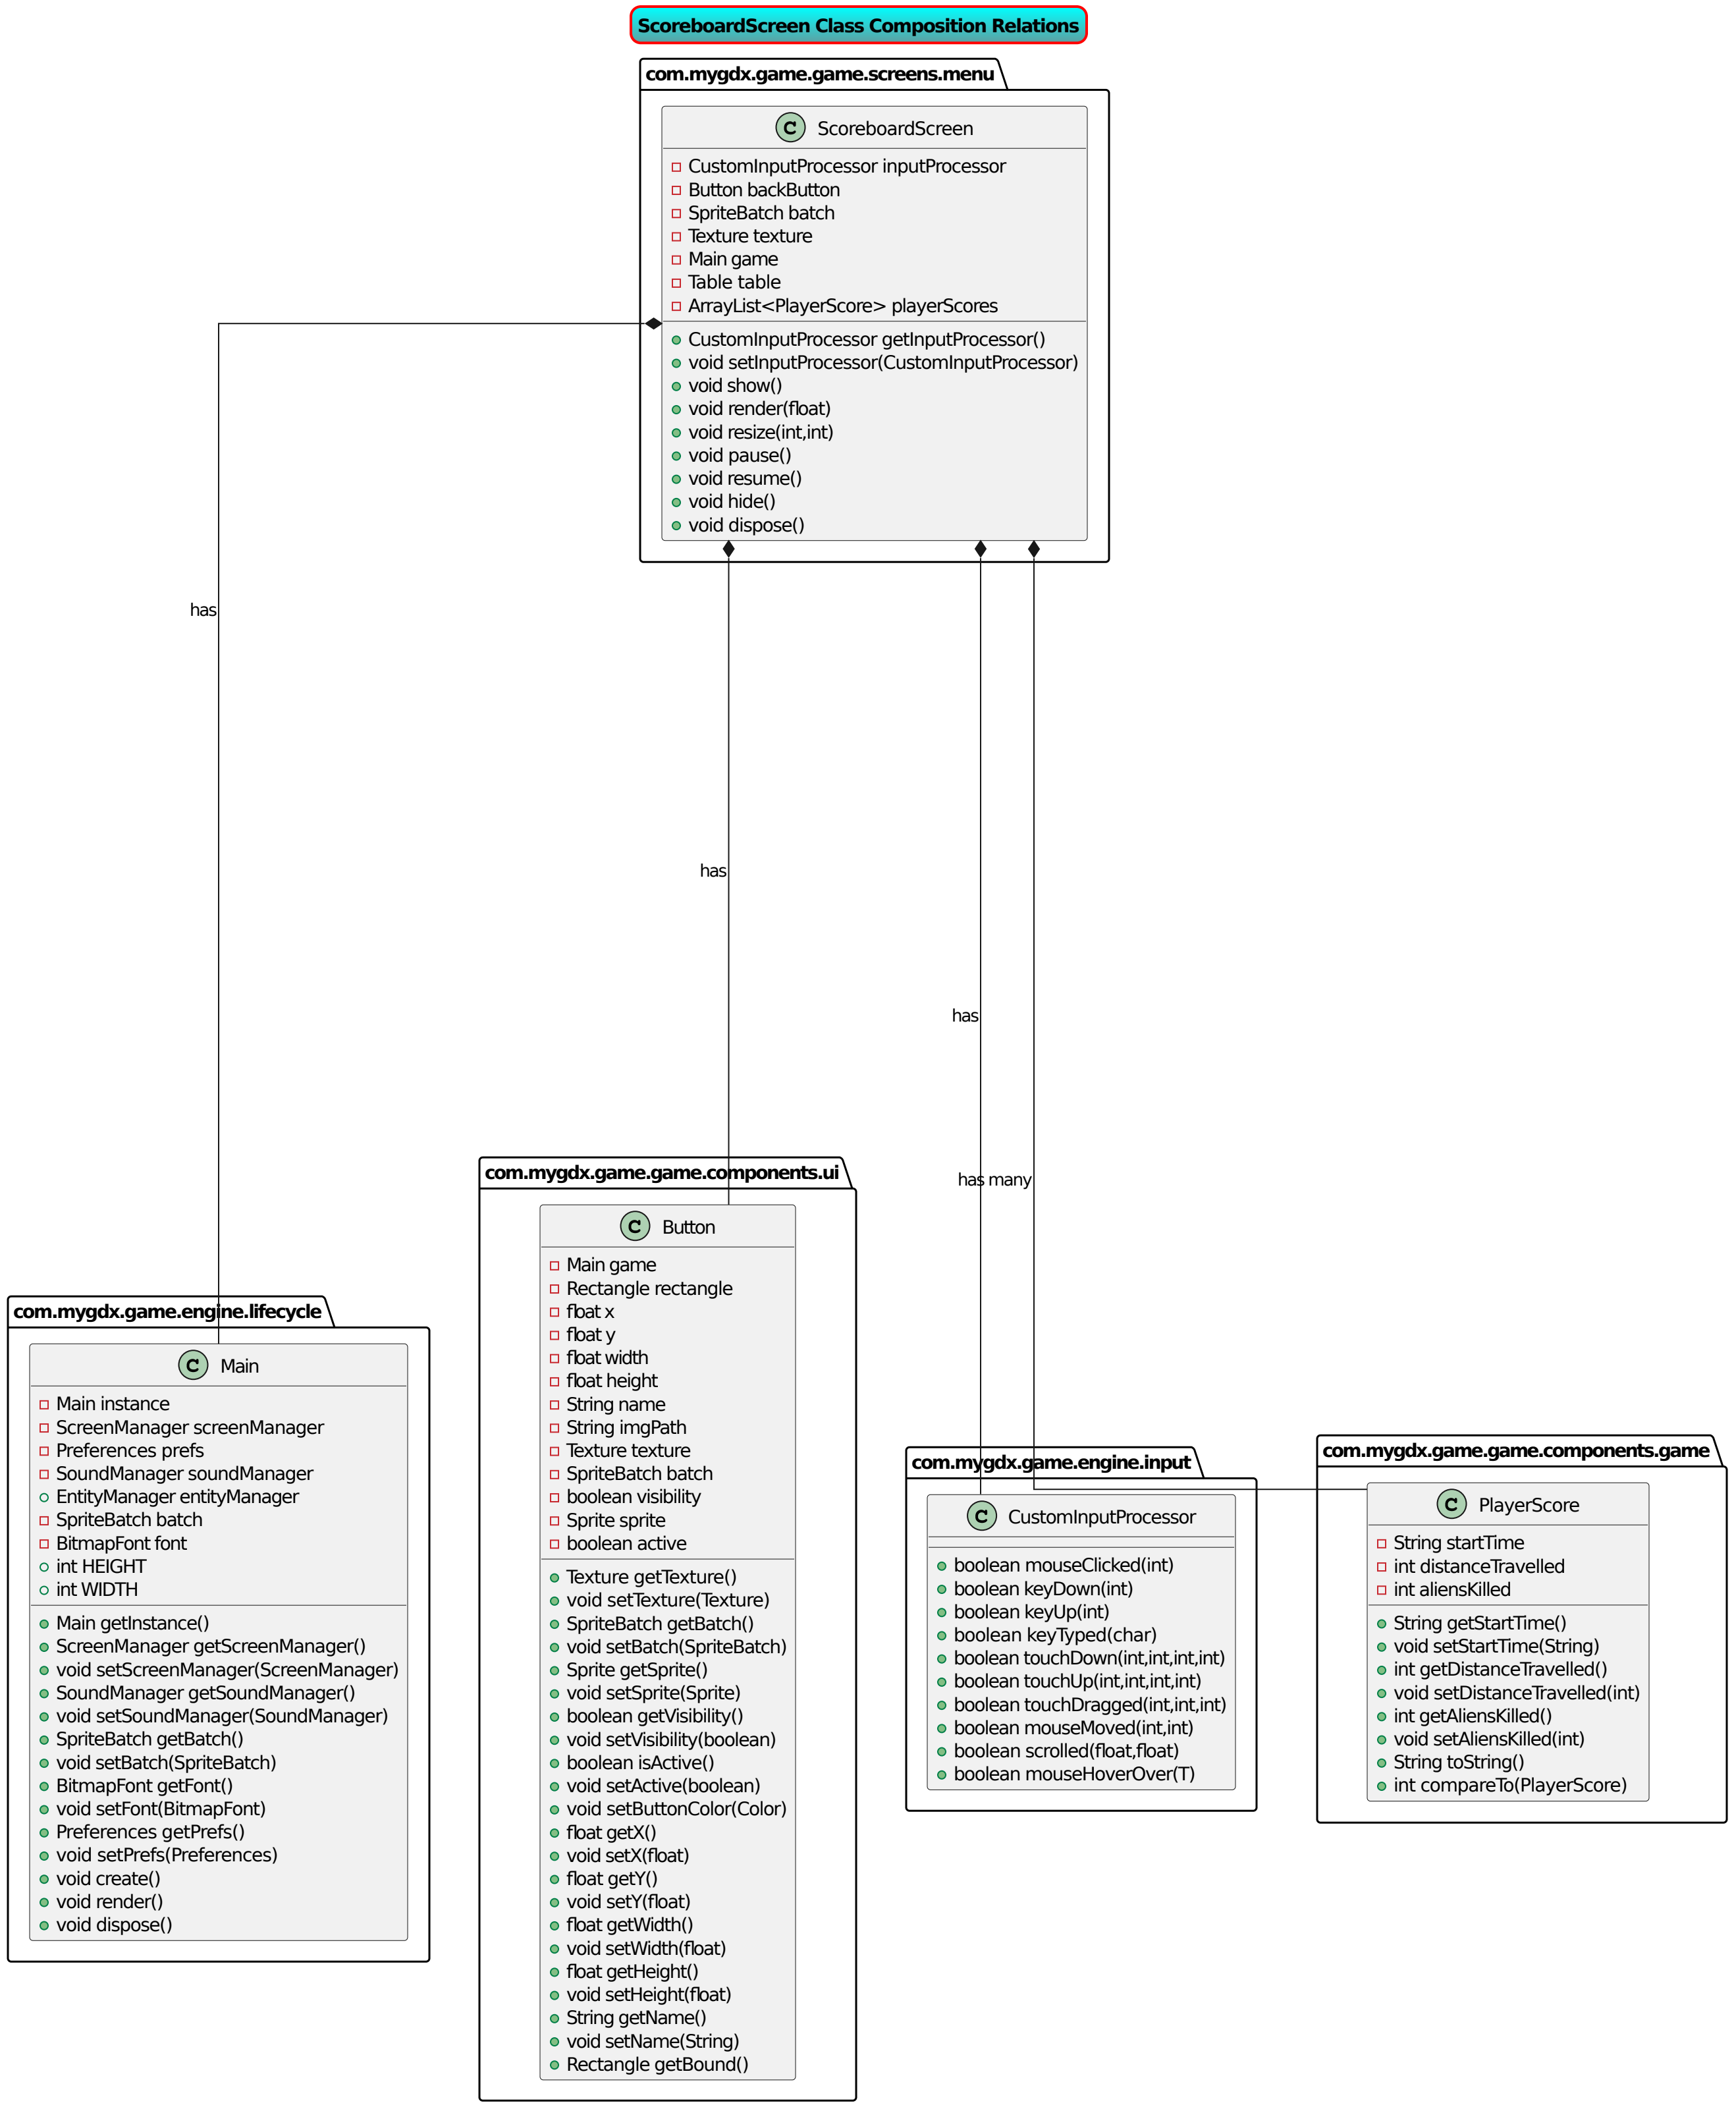 ScoreboardScreen Class Composition Relations
com.mygdx.game.game.screens.menu
C ScoreboardScreen
CustomInputProcessor inputProcessor
Button backButton
SpriteBatch batch
Texture texture
Main game
Table table
ArrayList<PlayerScore> playerScores
CustomInputProcessor getInputProcessor()
void setInputProcessor(CustomInputProcessor)
void show()
void render(float)
void resize(int,int)
void pause()
void resume()
void hide()
void dispose()
has
has
has
has many
com.mygdx.game.engine.lifecycle
C Main
Main instance
ScreenManager screenManager
Preferences prefs
SoundManager soundManager
EntityManager entityManager
SpriteBatch batch
BitmapFont font
int HEIGHT
int WIDTH
Main getInstance()
ScreenManager getScreenManager()
void setScreenManager(ScreenManager)
SoundManager getSoundManager()
void setSoundManager(SoundManager)
SpriteBatch getBatch()
void setBatch(SpriteBatch)
BitmapFont getFont()
void setFont(BitmapFont)
Preferences getPrefs()
void setPrefs(Preferences)
void create()
void render()
void dispose()
com.mygdx.game.game.components.ui
C Button
Main game
Rectangle rectangle
float x
float y
float width
float height
String name
String imgPath
Texture texture
SpriteBatch batch
boolean visibility
Sprite sprite
boolean active
Texture getTexture()
void setTexture(Texture)
SpriteBatch getBatch()
void setBatch(SpriteBatch)
Sprite getSprite()
void setSprite(Sprite)
boolean getVisibility()
void setVisibility(boolean)
boolean isActive()
void setActive(boolean)
void setButtonColor(Color)
float getX()
void setX(float)
float getY()
void setY(float)
float getWidth()
void setWidth(float)
float getHeight()
void setHeight(float)
String getName()
void setName(String)
Rectangle getBound()
com.mygdx.game.engine.input
C CustomInputProcessor
boolean mouseClicked(int)
boolean keyDown(int)
boolean keyUp(int)
boolean keyTyped(char)
boolean touchDown(int,int,int,int)
boolean touchUp(int,int,int,int)
boolean touchDragged(int,int,int)
boolean mouseMoved(int,int)
boolean scrolled(float,float)
boolean mouseHoverOver(T)
com.mygdx.game.game.components.game
C PlayerScore
String startTime
int distanceTravelled
int aliensKilled
String getStartTime()
void setStartTime(String)
int getDistanceTravelled()
void setDistanceTravelled(int)
int getAliensKilled()
void setAliensKilled(int)
String toString()
int compareTo(PlayerScore)